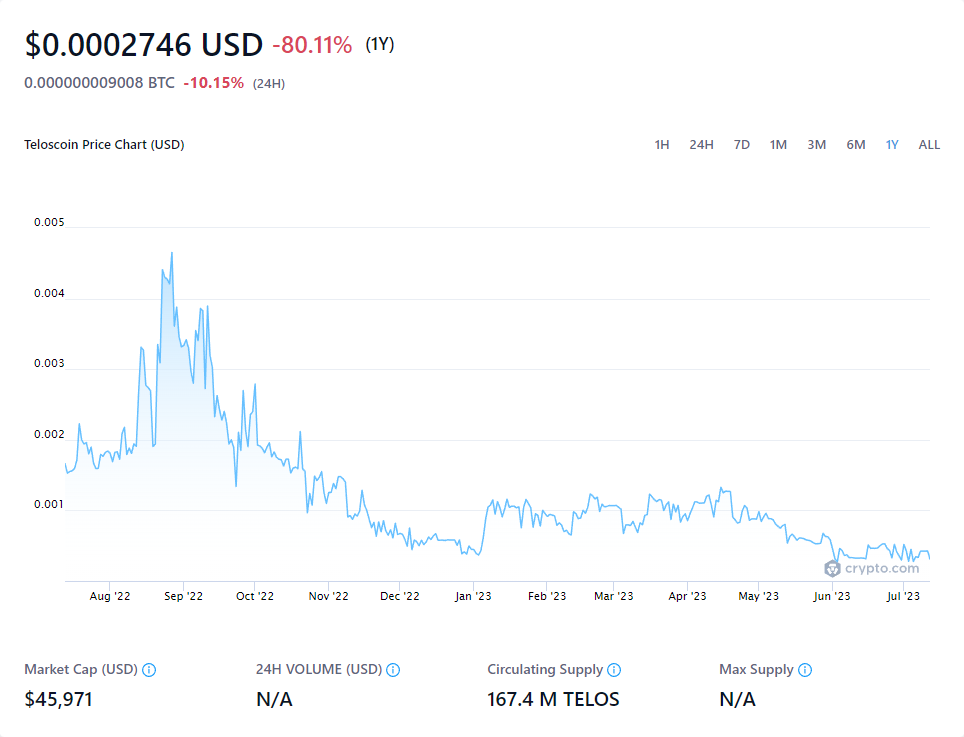 $0.0002746 USD -80.11% (1Y)
0.000000009008 BTC -10.15% (24H)
Teloscoin Price Chart (USD) 1H 24H 7D 1M 3M 6M 1Y ALL
0.005
0.004
0.003
0.002
0.001
crypto.com
Aug '22 Sep '22 Oct '22 Nov '22 Dec '22 Jan '23 Feb '23 Mar '23 Apr '23 May '23 Jun '23 Jul '23
Market Cap (USD) 24H VOLUME (USD) Circulating Supply Max Supply
$45,971 N/A 167.4 M TELOS N/A